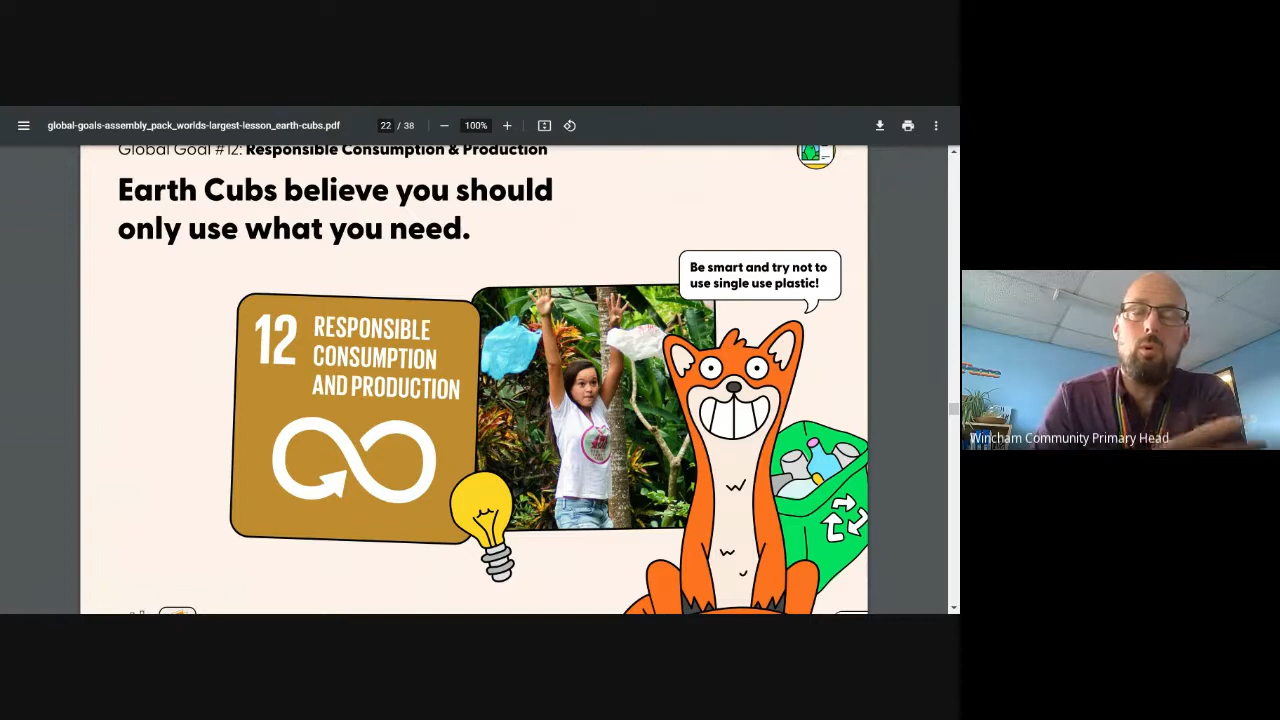 global-goals-assembly_pack_worlds-largest-lesson_earth-cubs.pdf
22 / 38
100%
Global Goal #12: Responsible Consumption & Production
Earth Cubs believe you should
only use what you need.
Be smart and try not to
use single use plastic!
12 RESPONSIBLE
CONSUMPTION
AND PRODUCTION
Wincham Community Primary Head